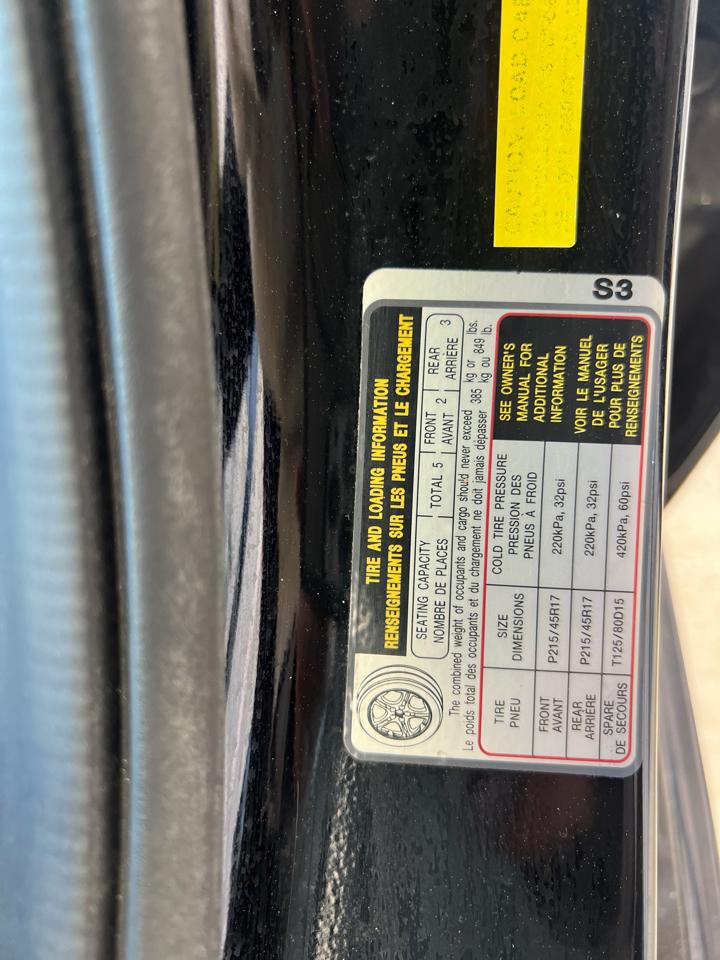 CAUTION: LOAD
S3
TIRE AND LOADING INFORMATION
RENSEIGNEMENTS SUR LES PNEUS ET LE CHARGEMENT
SEATING CAPACITY TOTAL 5 FRONT 2 REAR 3
NOMBRE DE PLACES AVANT ARRIÈRE
The combined weight of occupants and cargo should never exceed 385 kg or lbs.
Le poids total des occupants et du chargement ne doit jamais dépasser kg ou 849 lb.
TIRE SIZE COLD TIRE PRESSURE
PNEU DIMENSIONS PRESSION DES
PNEUS À FROID
FRONT P215/45R17 220kPa, 32psi
AVANT
REAR P215/45R17 220kPa, 32psi
ARRIÈRE
SPARE T125/80D15 420kPa, 60psi
DE SECOURS
SEE OWNER'S
MANUAL FOR
ADDITIONAL
INFORMATION
VOIR LE MANUEL
DE L'USAGER
POUR PLUS DE
RENSEIGNEMENTS